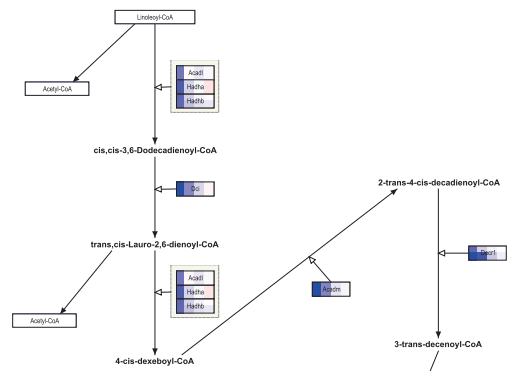 Linoleoyl-CoA
Acadl
Acetyl-CoA
Hadha
Hadhb
cis,cis-3,6-Dodecadienoyl-CoA
Dci
2-trans-4-cis-decadienoyl-CoA
trans,cis-Lauro-2,6-dienoyl-CoA
Decr1
Acadl
Hadha
Acadm
Hadhb
Acetyl-CoA
3-trans-decenoyl-CoA
4-cis-dexeboyl-CoA